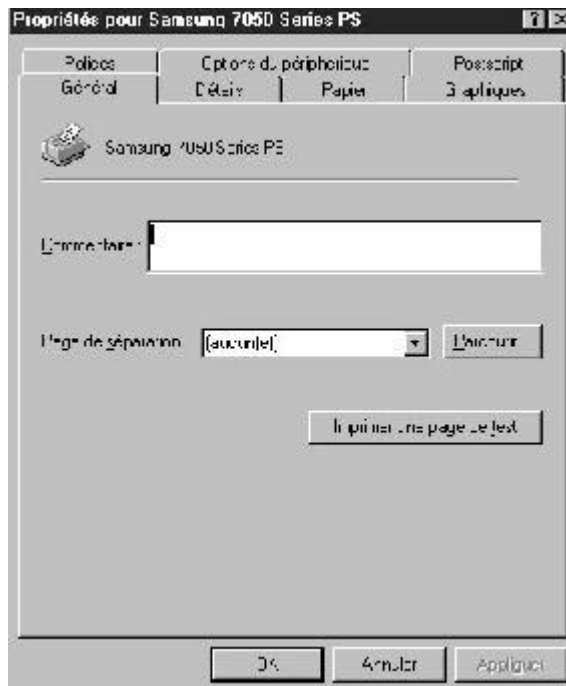 Propriétés pour Samsung 7050 Series PS
Polices Options du périphérique Postscript
Général Détails Papier Graphiques
Samsung 7050 Series PS
Commentaire :
Page de séparation (aucun(e)) Parcourir...
Imprimer une page de test
OK Annuler Appliquer